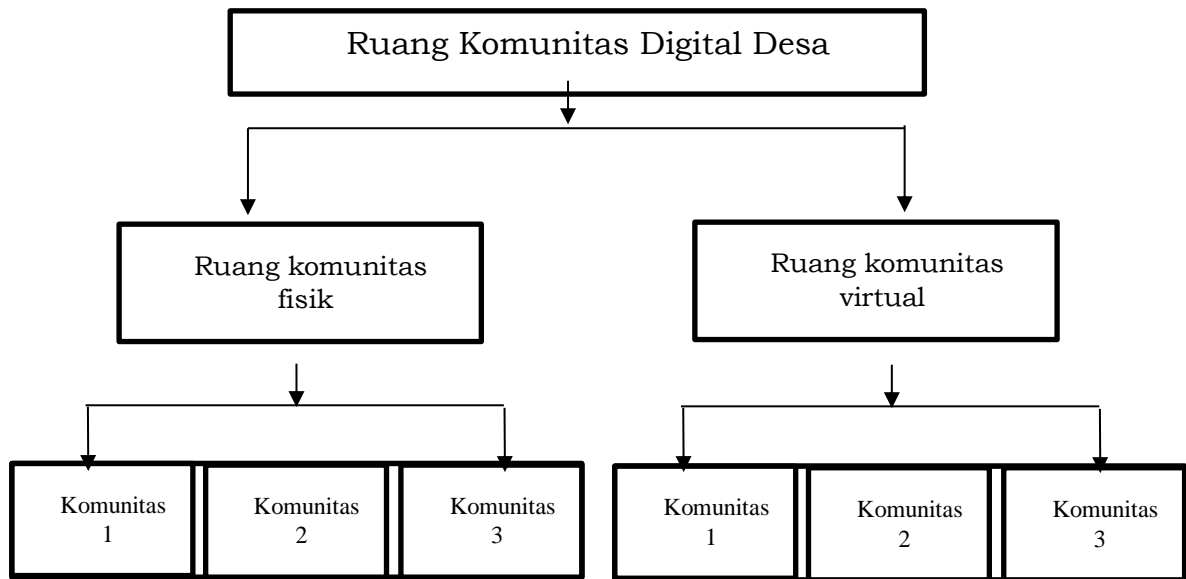 Ruang Komunitas Digital Desa
Ruang komunitas
fisik
Ruang komunitas
virtual
Komunitas
1
Komunitas
2
Komunitas
3
Komunitas
1
Komunitas
2
Komunitas
3